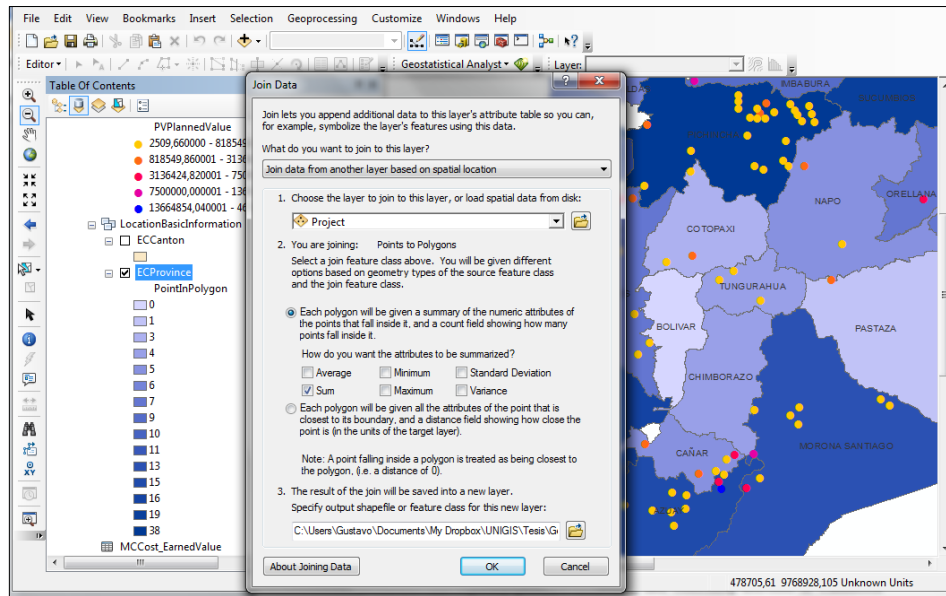 File Edit View Bookmarks Insert Selection Geoprocessing Customize Windows Help
Editor Geostatistical Analyst Layer:
Table Of Contents
PVPlannedValue
2509,660000 - 818549
818549,860001 - 3136
3136424,820001 - 750
7500000,000001 - 136
13664854,040001 - 46
LocationBasicInformation
ECCanton
ECProvince
PointInPolygon
0
1
3
4
5
6
7
9
10
11
13
15
16
19
38
MCCost_EarnedValue
Join Data
Join lets you append additional data to this layer's attribute table so you can,
for example, symbolize the layer's features using this data.
What do you want to join to this layer?
Join data from another layer based on spatial location
1. Choose the layer to join to this layer, or load spatial data from disk:
Project
2. You are joining: Points to Polygons
Select a join feature class above. You will be given different
options based on geometry types of the source feature class
and the join feature class.
Each polygon will be given a summary of the numeric attributes of
the points that fall inside it, and a count field showing how many
points fall inside it.
How do you want the attributes to be summarized?
Average Minimum Standard Deviation
Sum Maximum Variance
Each polygon will be given all the attributes of the point that is
closest to its boundary, and a distance field showing how close the
point is (in the units of the target layer).
Note: A point falling inside a polygon is treated as being closest to
the polygon, (i.e. a distance of 0).
3. The result of the join will be saved into a new layer.
Specify output shapefile or feature class for this new layer:
C:\Users\Gustavo\Documents\My Dropbox\UNIGIS\Tesis\G
About Joining Data OK Cancel
IMBABURA
NAPO
ORELLANA
COTOPAXI
TUNGURAHUA
BOLIVAR
PASTAZA
CHIMBORAZO
MORONA SANTIAGO
CAÑAR
478705,61 9768928,105 Unknown Units